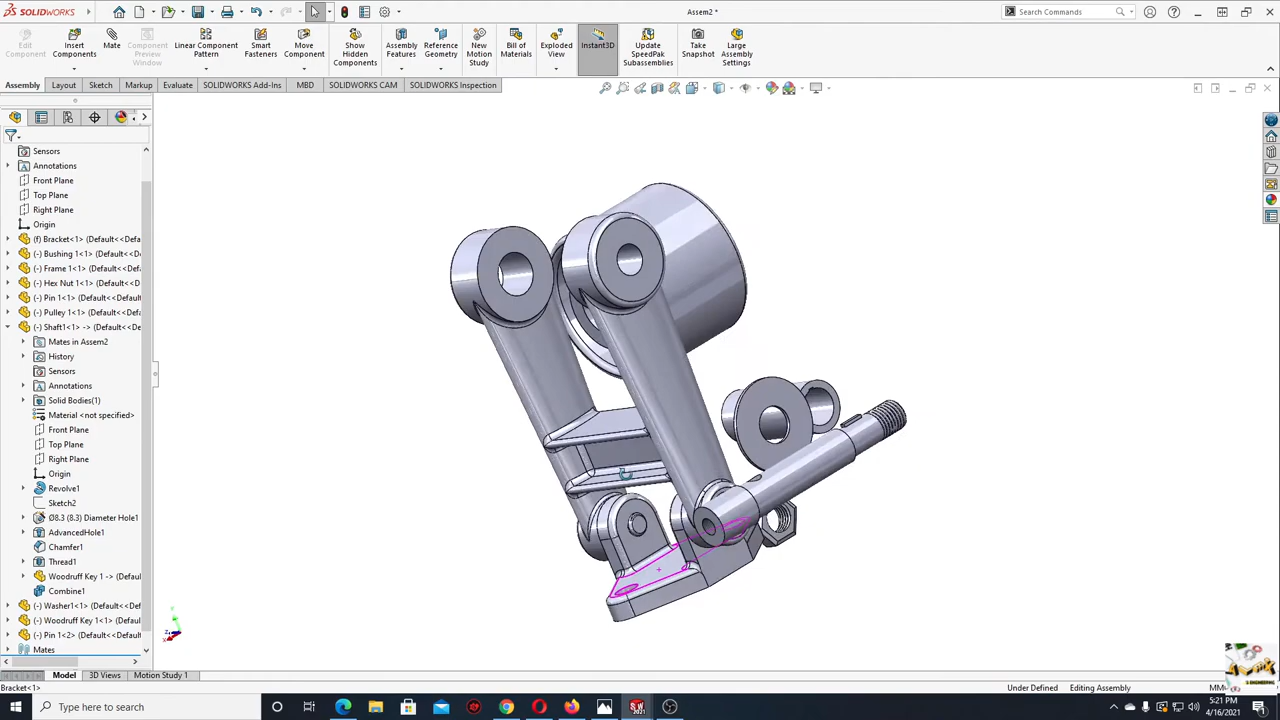 SOLIDWORKS
Assem2 *
Search Commands
Edit Component
Insert Components
Mate
Component Preview Window
Linear Component Pattern
Smart Fasteners
Move Component
Show Hidden Components
Assembly Features
Reference Geometry
New Motion Study
Bill of Materials
Exploded View
Instant3D
Update SpeedPak Subassemblies
Take Snapshot
Large Assembly Settings
Assembly Layout Sketch Markup Evaluate SOLIDWORKS Add-Ins MBD SOLIDWORKS CAM SOLIDWORKS Inspection
Sensors
Annotations
Front Plane
Top Plane
Right Plane
Origin
(f) Bracket<1> (Default<<Defa
(-) Bushing 1<1> (Default<<De
(-) Frame 1<1> (Default<<Def
(-) Hex Nut 1<1> (Default<<D
(-) Pin 1<1> (Default<<Defaul
(-) Pulley 1<1> (Default<<Def
(-) Shaft1<1> -> (Default<<De
Mates in Assem2
History
Sensors
Annotations
Solid Bodies(1)
Material <not specified>
Front Plane
Top Plane
Right Plane
Origin
Revolve1
Sketch2
Ø8.3 (8.3) Diameter Hole1
AdvancedHole1
Chamfer1
Thread1
Woodruff Key 1 -> (Defau
Combine1
(-) Washer1<1> (Default<<Def
(-) Woodruff Key 1<1> (Defau
(-) Pin 1<2> (Default<<Defaul
Mates
Model 3D Views Motion Study 1
Bracket<1>
Under Defined Editing Assembly
Type here to search
5:21 PM
4/16/2021